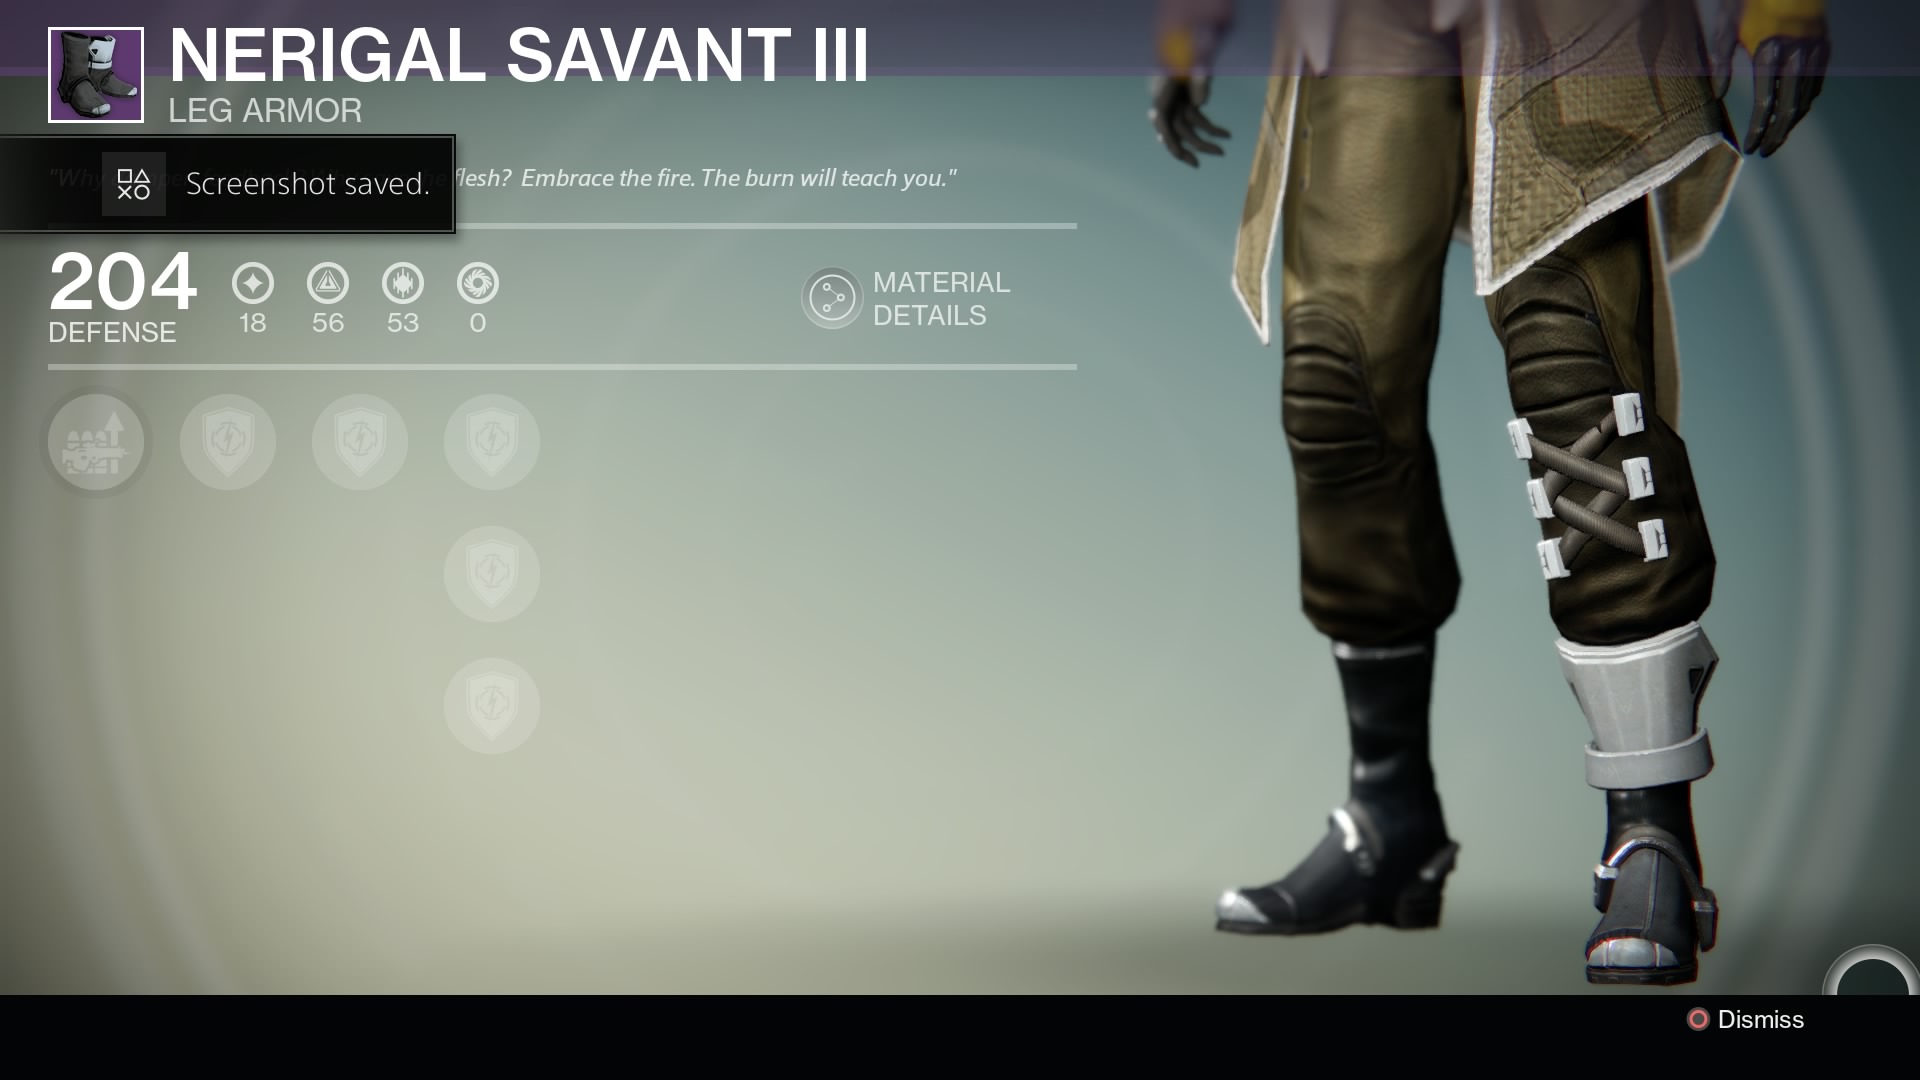 NERIGAL SAVANT III
LEG ARMOR
Screenshot saved.
"Why flesh? Embrace the fire. The burn will teach you."
204
DEFENSE
18 56 53 0
MATERIAL
DETAILS
Dismiss